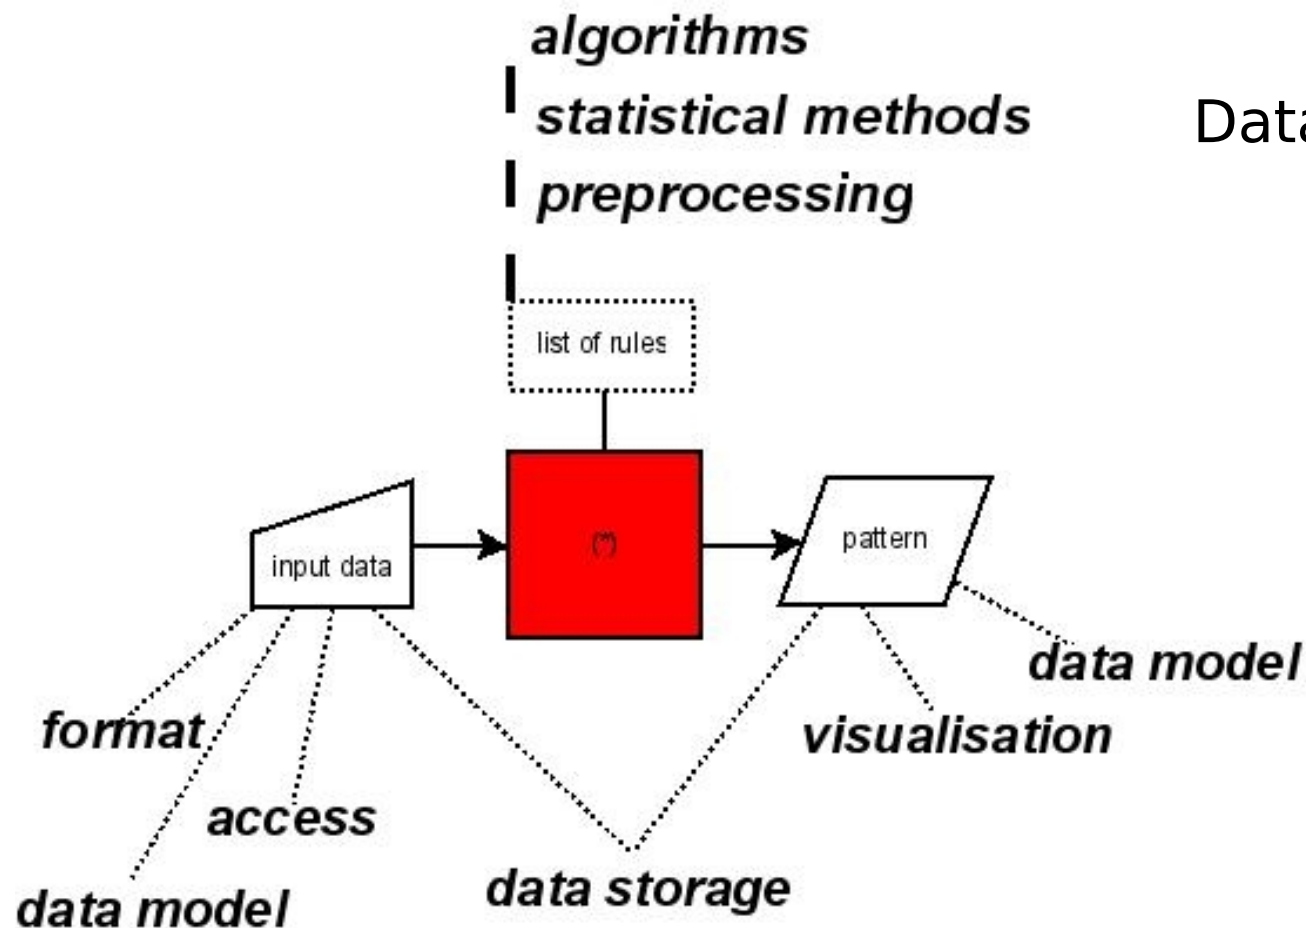 algorithms
statistical methods
Data
preprocessing
list of rules
(*)
input data
pattern
data model
format
visualisation
access
data storage
data model